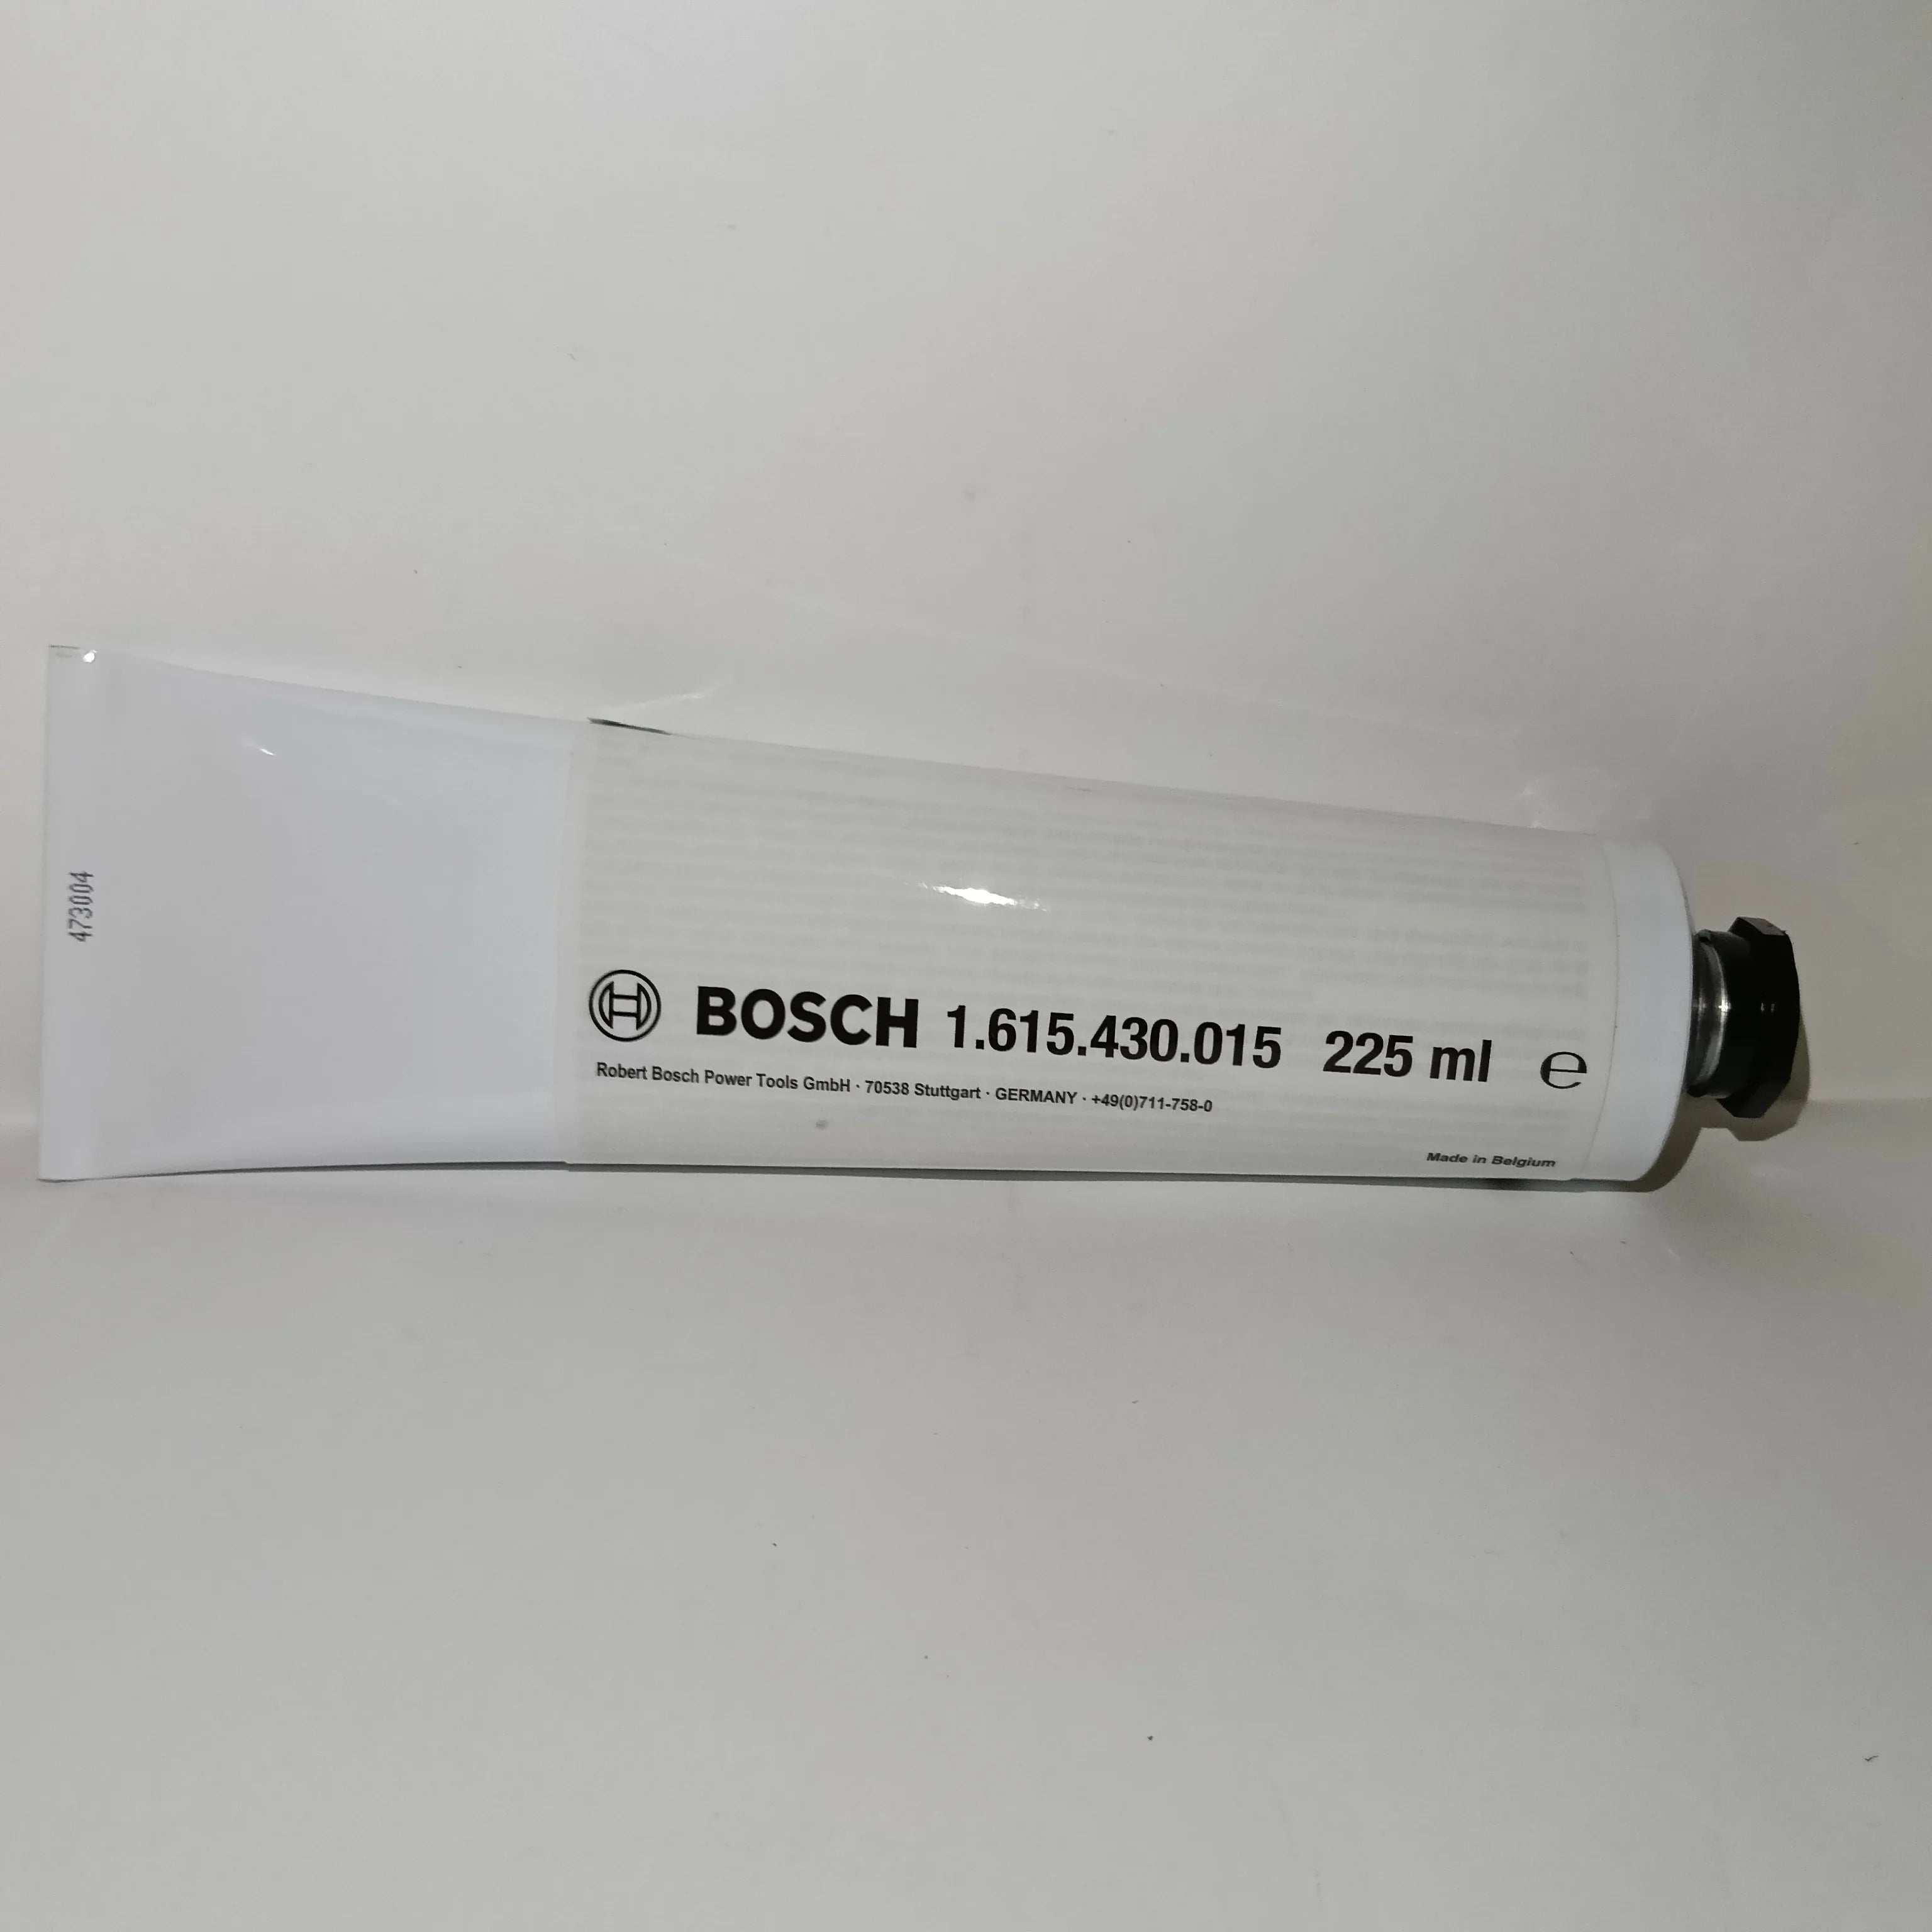 473004
BOSCH 1.615.430.015 225 ml ℮
Robert Bosch Power Tools GmbH · 70538 Stuttgart · GERMANY · +49(0)711-758-0
Made in Belgium